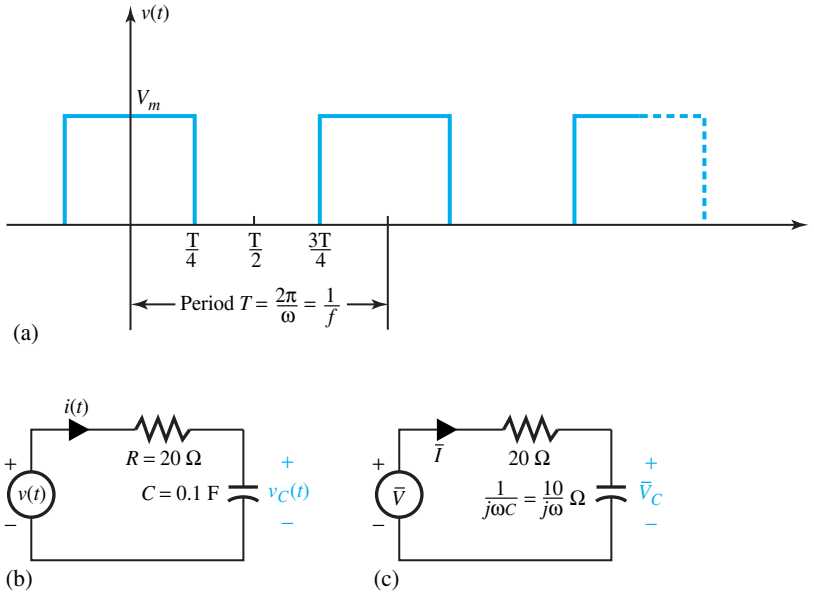 v(t)
V_m
T/4 T/2 3T/4
Period T = 2π/ω = 1/f
(a)
i(t)
R = 20 Ω
+ +
v(t) C = 0.1 F v_C(t)
− −
(b)
Ī
20 Ω
+ +
V̄ 1/jωC = 10/jω Ω V̄_C
− −
(c)